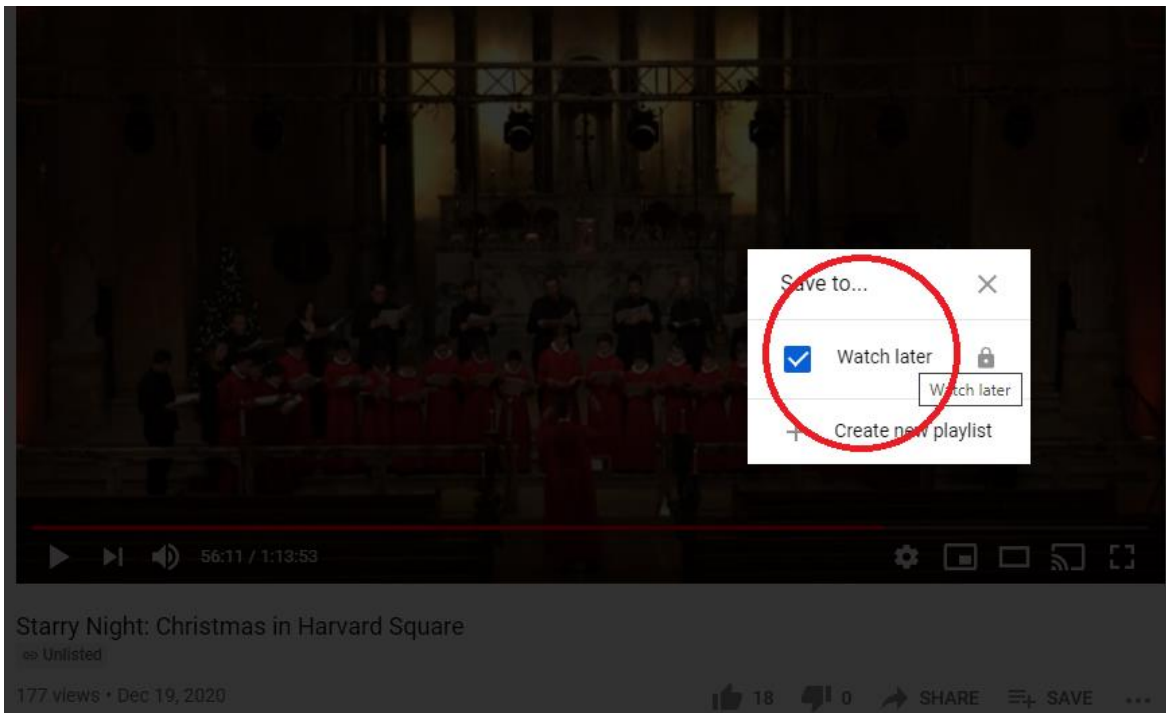 Save to...
Watch later
Watch later
Create new playlist
56:11 / 1:13:53
Starry Night: Christmas in Harvard Square
Unlisted
177 views • Dec 19, 2020
18
0
SHARE
SAVE